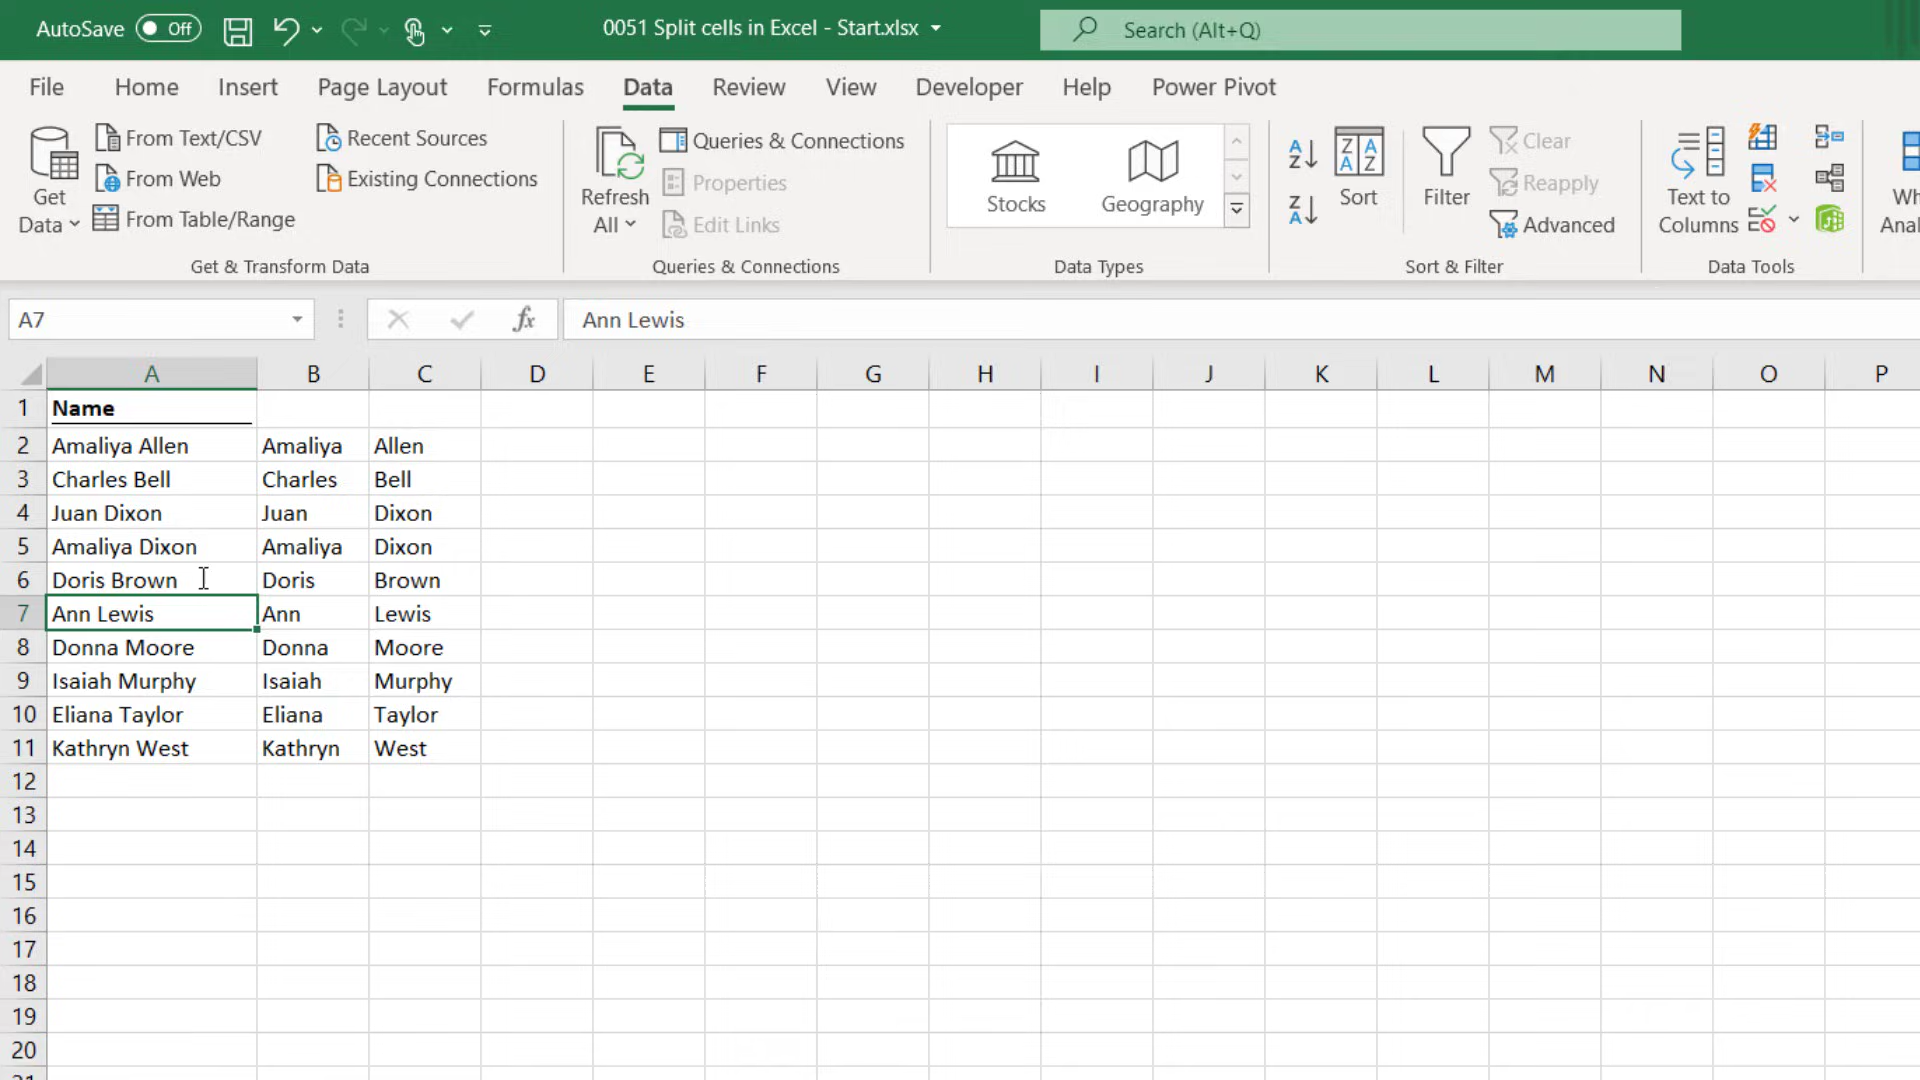 AutoSave Off 0051 Split cells in Excel - Start.xlsx Search (Alt+Q)
File Home Insert Page Layout Formulas Data Review View Developer Help Power Pivot
Get Data
From Text/CSV
From Web
From Table/Range
Recent Sources
Existing Connections
Get & Transform Data
Refresh All
Queries & Connections
Properties
Edit Links
Queries & Connections
Stocks Geography
Data Types
Sort
Filter
Clear
Reapply
Advanced
Sort & Filter
Text to Columns
Data Tools
A7 fx Ann Lewis
A B C D E F G H I J K L M N O P
1 Name
2 Amaliya Allen Amaliya Allen
3 Charles Bell Charles Bell
4 Juan Dixon Juan Dixon
5 Amaliya Dixon Amaliya Dixon
6 Doris Brown Doris Brown
7 Ann Lewis Ann Lewis
8 Donna Moore Donna Moore
9 Isaiah Murphy Isaiah Murphy
10 Eliana Taylor Eliana Taylor
11 Kathryn West Kathryn West
12
13
14
15
16
17
18
19
20